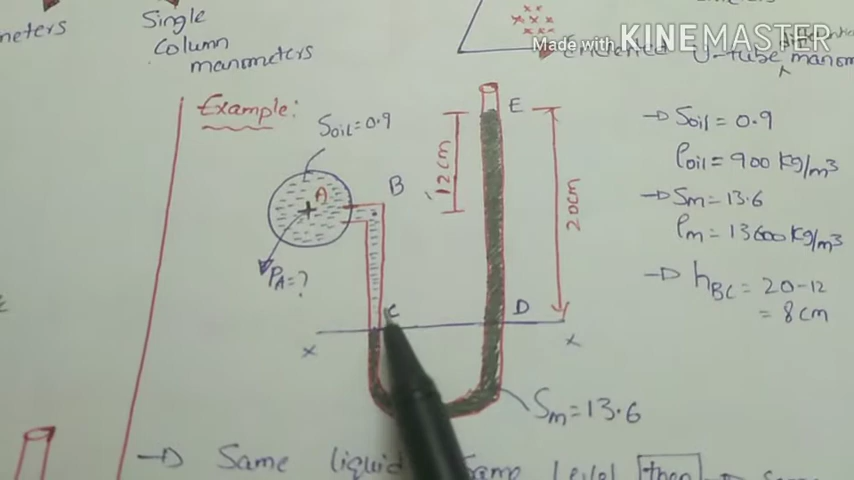 Single
Column
manometers
Made with KINEMASTER
U-tube
Example:
Soil=0.9
A
B
PA=?
C
12cm
E
20cm
D
x
x
Sm=13.6
→ Soil=0.9
ρoil=900 kg/m³
→ Sm=13.6
ρm=13600 kg/m³
→ hBC = 20-12
= 8cm
→ Same liquid Same level then →